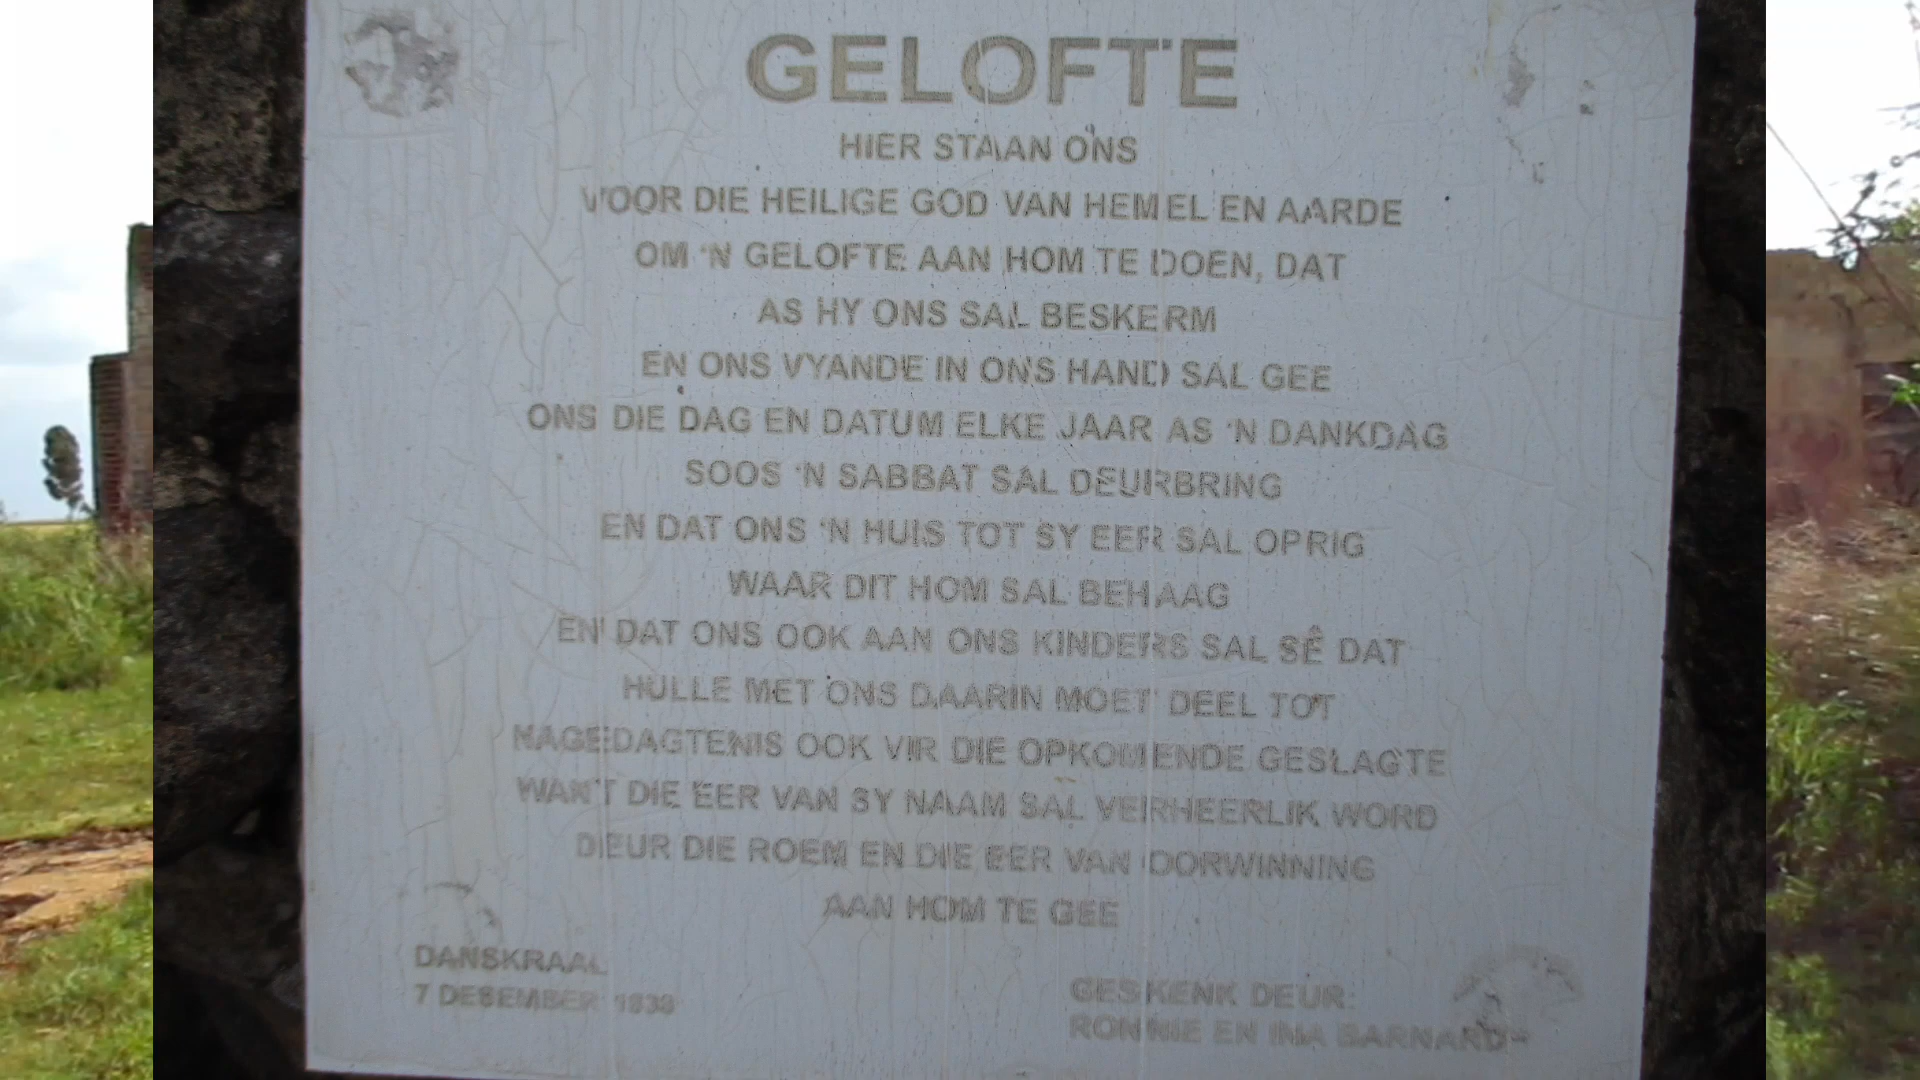 GELOFTE
HIER STAAN ONS
VOOR DIE HEILIGE GOD VAN HEMEL EN AARDE
OM 'N GELOFTE AAN HOM TE DOEN, DAT
AS HY ONS SAL BESKERM
EN ONS VYANDE IN ONS HAND SAL GEE
ONS DIE DAG EN DATUM ELKE JAAR AS 'N DANKDAG
SOOS 'N SABBAT SAL DEURBRING
EN DAT ONS 'N HUIS TOT SY EER SAL OPRIG
WAAR DIT HOM SAL BEHAAG
EN DAT ONS OOK AAN ONS KINDERS SAL SÊ DAT
HULLE MET ONS DAARIN MOET DEEL TOT
NAGEDAGTENIS OOK VIR DIE OPKOMENDE GESLAGTE
WANT DIE EER VAN SY NAAM SAL VERHEERLIK WORD
DEUR DIE ROEM EN DIE EER VAN OORWINNING
AAN HOM TE GEE
DANSKRAAL
7 DESEMBER 1838
GESKENK DEUR:
RONNIE EN INA BARNARD